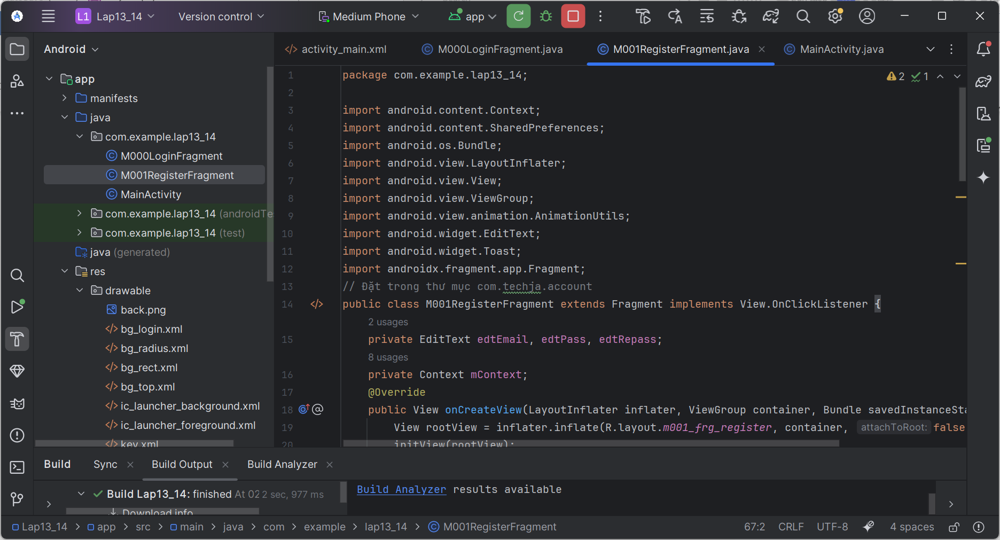 L1 Lap13_14 Version control Medium Phone app
Android
app
manifests
java
com.example.lap13_14
M000LoginFragment
M001RegisterFragment
MainActivity
com.example.lap13_14 (androidTe
com.example.lap13_14 (test)
java (generated)
res
drawable
back.png
bg_login.xml
bg_radius.xml
bg_rect.xml
bg_top.xml
ic_launcher_background.xml
ic_launcher_foreground.xml
key.xml
activity_main.xml M000LoginFragment.java M001RegisterFragment.java MainActivity.java
2 1
1 package com.example.lap13_14;
2
3 import android.content.Context;
4 import android.content.SharedPreferences;
5 import android.os.Bundle;
6 import android.view.LayoutInflater;
7 import android.view.View;
8 import android.view.ViewGroup;
9 import android.view.animation.AnimationUtils;
10 import android.widget.EditText;
11 import android.widget.Toast;
12 import androidx.fragment.app.Fragment;
13 // Đặt trong thư mục com.techja.account
14 public class M001RegisterFragment extends Fragment implements View.OnClickListener {
2 usages
15 private EditText edtEmail, edtPass, edtRepass;
8 usages
16 private Context mContext;
17 @Override
18 public View onCreateView(LayoutInflater inflater, ViewGroup container, Bundle savedInstanceSta
19 View rootView = inflater.inflate(R.layout.m001_frg_register, container, attachToRoot: false
20 initView(rootView);
Build Sync Build Output Build Analyzer
Build Lap13_14: finished At 02 2 sec, 977 ms
Download info
Build Analyzer results available
Lap13_14 > app > src > main > java > com > example > lap13_14 > M001RegisterFragment
67:2 CRLF UTF-8 4 spaces